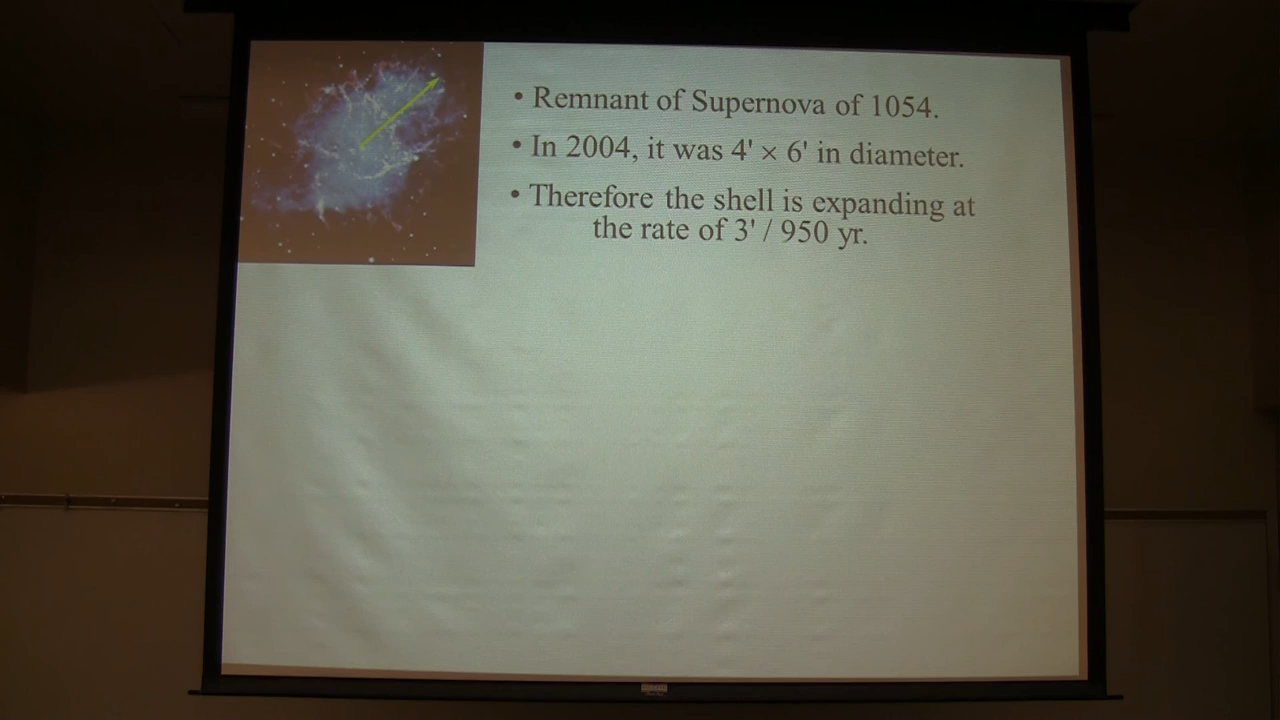 • Remnant of Supernova of 1054.
• In 2004, it was 4' × 6' in diameter.
• Therefore the shell is expanding at
the rate of 3' / 950 yr.